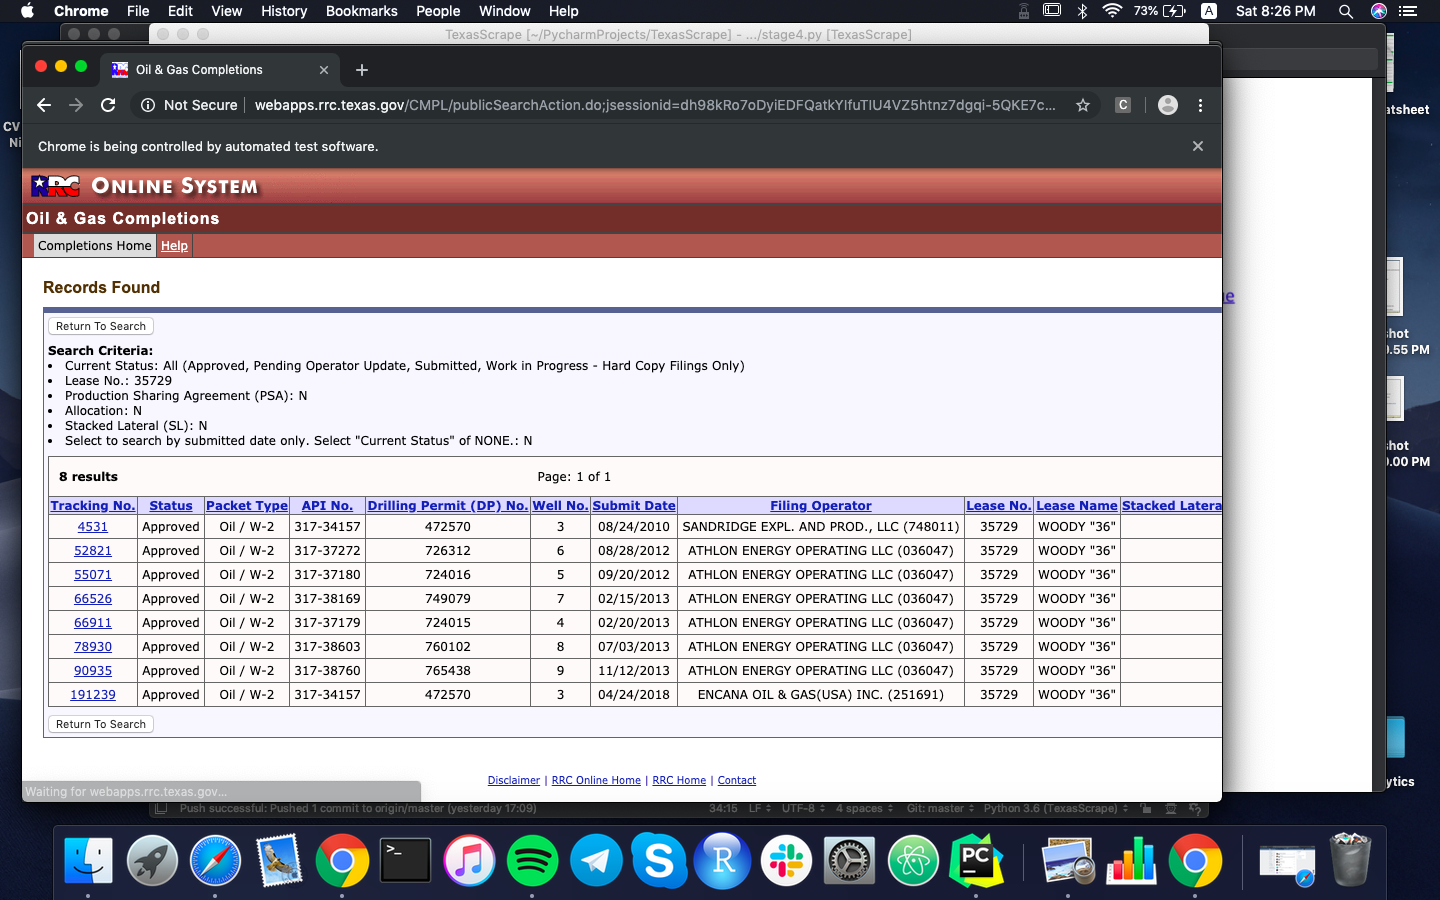 Chrome File Edit View History Bookmarks People Window Help 73% A Sat 8:26 PM
TexasScrape [~/PycharmProjects/TexasScrape] - .../stage4.py [TexasScrape]
Oil & Gas Completions
Not Secure webapps.rrc.texas.gov/CMPL/publicSearchAction.do;jsessionid=dh98kRo7oDyiEDFQatkYlfuTlU4VZ5htnz7dgqi-5QKE7c... C
Chrome is being controlled by automated test software.
RRC ONLINE SYSTEM
Oil & Gas Completions
Completions Home Help
Records Found
Return To Search
Search Criteria:
• Current Status: All (Approved, Pending Operator Update, Submitted, Work in Progress - Hard Copy Filings Only)
• Lease No.: 35729
• Production Sharing Agreement (PSA): N
• Allocation: N
• Stacked Lateral (SL): N
• Select to search by submitted date only. Select "Current Status" of NONE.: N
8 results Page: 1 of 1
Tracking No. Status Packet Type API No. Drilling Permit (DP) No. Well No. Submit Date Filing Operator Lease No. Lease Name Stacked Latera
4531 Approved Oil / W-2 317-34157 472570 3 08/24/2010 SANDRIDGE EXPL. AND PROD., LLC (748011) 35729 WOODY "36"
52821 Approved Oil / W-2 317-37272 726312 6 08/28/2012 ATHLON ENERGY OPERATING LLC (036047) 35729 WOODY "36"
55071 Approved Oil / W-2 317-37180 724016 5 09/20/2012 ATHLON ENERGY OPERATING LLC (036047) 35729 WOODY "36"
66526 Approved Oil / W-2 317-38169 749079 7 02/15/2013 ATHLON ENERGY OPERATING LLC (036047) 35729 WOODY "36"
66911 Approved Oil / W-2 317-37179 724015 4 02/20/2013 ATHLON ENERGY OPERATING LLC (036047) 35729 WOODY "36"
78930 Approved Oil / W-2 317-38603 760102 8 07/03/2013 ATHLON ENERGY OPERATING LLC (036047) 35729 WOODY "36"
90935 Approved Oil / W-2 317-38760 765438 9 11/12/2013 ATHLON ENERGY OPERATING LLC (036047) 35729 WOODY "36"
191239 Approved Oil / W-2 317-34157 472570 3 04/24/2018 ENCANA OIL & GAS(USA) INC. (251691) 35729 WOODY "36"
Return To Search
Disclaimer | RRC Online Home | RRC Home | Contact
Waiting for webapps.rrc.texas.gov...
Push successful: Pushed 1 commit to origin/master (yesterday 17:09) 34:15 LF UTF-8 4 spaces Git: master Python 3.6 (TexasScrape)
CV
Ni
atsheet
e
shot
0.55 PM
shot
0.00 PM
ytics
>_
S
R
PC